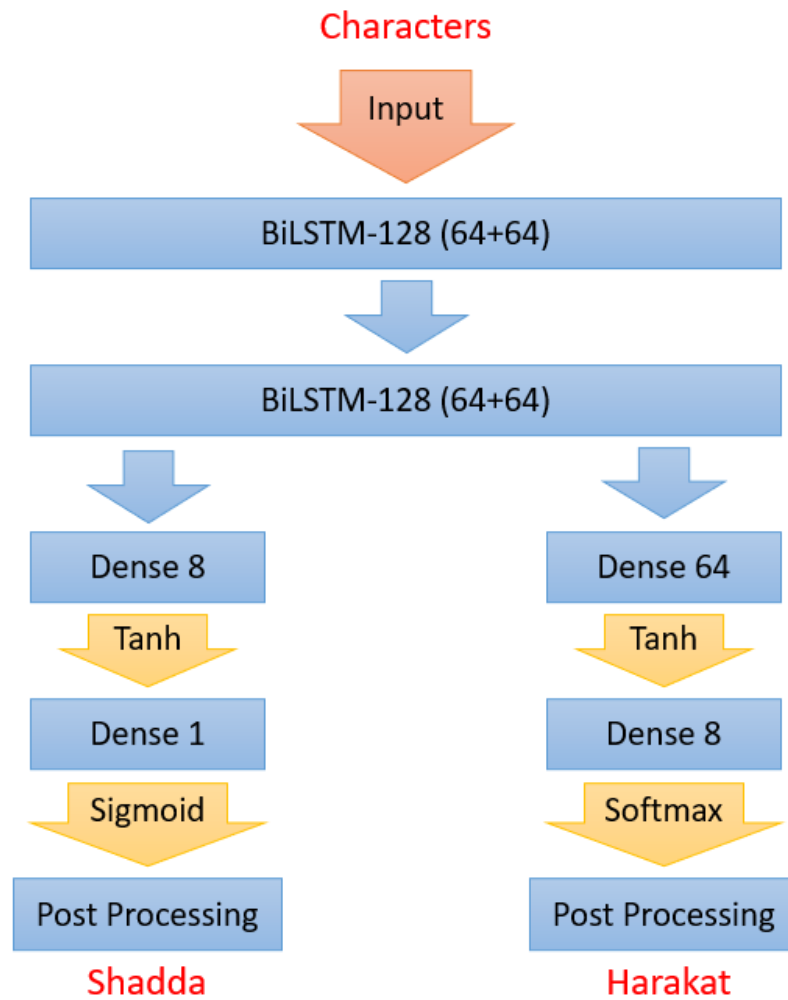 Characters
Input
BiLSTM-128 (64+64)
BiLSTM-128 (64+64)
Dense 8
Dense 64
Tanh
Tanh
Dense 1
Dense 8
Sigmoid
Softmax
Post Processing
Post Processing
Shadda
Harakat